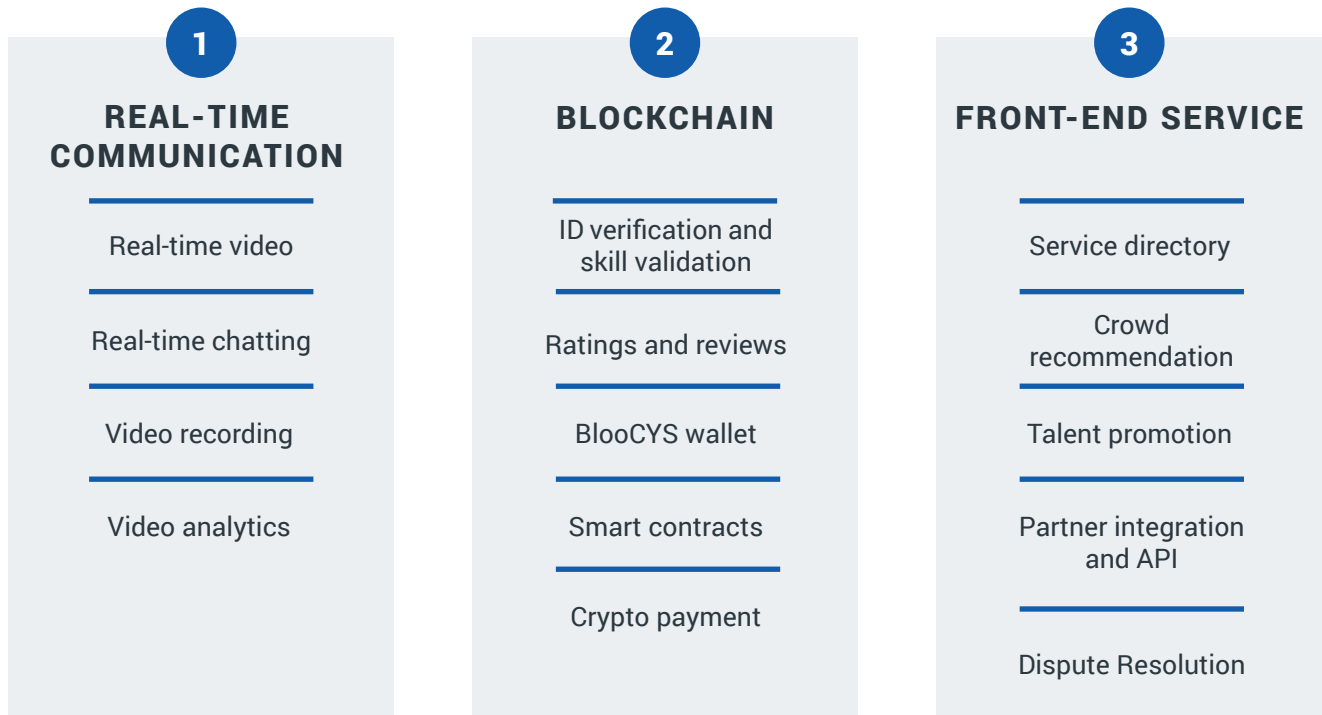 1
REAL-TIME
COMMUNICATION
Real-time video
Real-time chatting
Video recording
Video analytics
2
BLOCKCHAIN
ID verification and
skill validation
Ratings and reviews
BlooCYS wallet
Smart contracts
Crypto payment
3
FRONT-END SERVICE
Service directory
Crowd
recommendation
Talent promotion
Partner integration
and API
Dispute Resolution